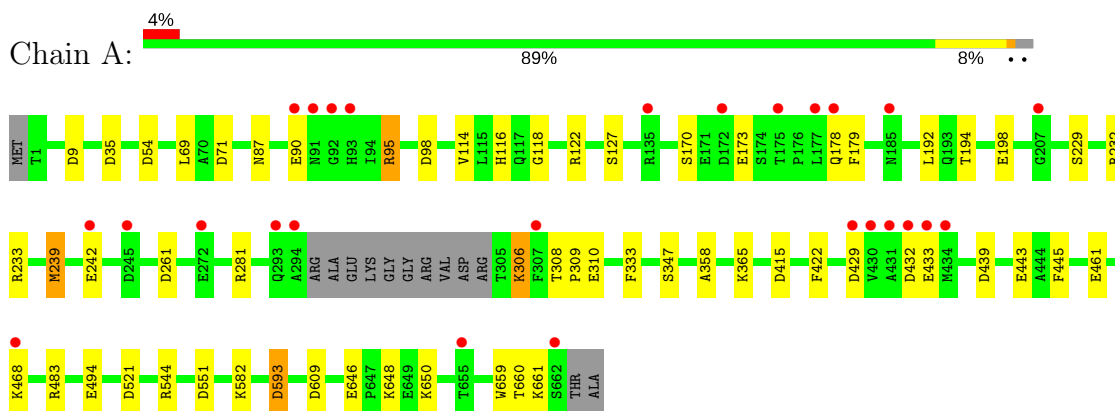 4%
Chain A:
89% 8% • •
MET T1 D9 D35 D54 L69 A70 D71 N87 E90 N91 G92 H93 I94 R95 D98 V114 L115 H116 Q117 G118 R122 S127 R135 S170 E171 D172 E173 S174 T175 P176 L177 Q178 F179 N185 L192 Q193 T194 E198 G207 S229
R233 M239 E242 D245 D261 E272 R281 Q293 A294 ARG ALA GLU LYS GLY GLY ARG VAL ASP ARG T305 K306 F307 T308 P309 E310 F333 S347 A358 K365 D415 F422 D429 V430 A431 D432 E433 M434 D439 E443 A444 F445 E461
K468 R483 E494 D521 R544 D551 K582 D593 D609 E646 P647 K648 E649 K650 T655 W659 T660 K661 S662 THR ALA